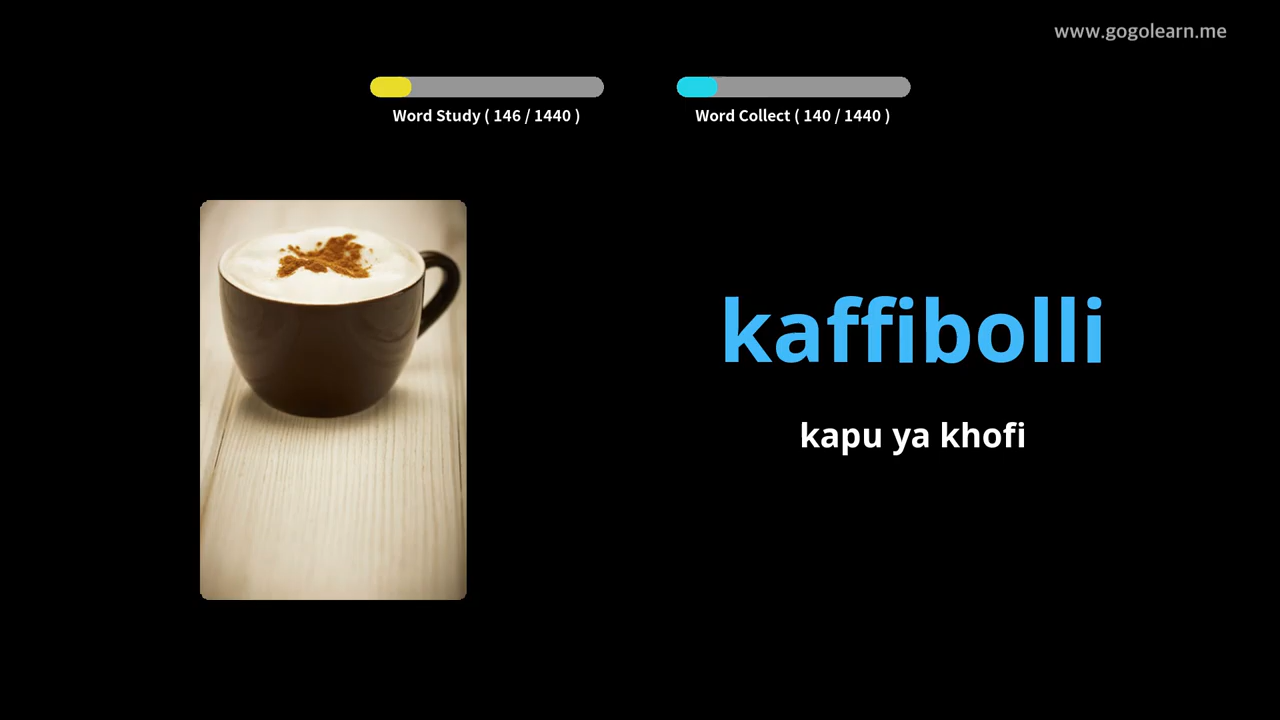 www.gogolearn.me
Word Study ( 146 / 1440 )
Word Collect ( 140 / 1440 )
kaffibolli
kapu ya khofi